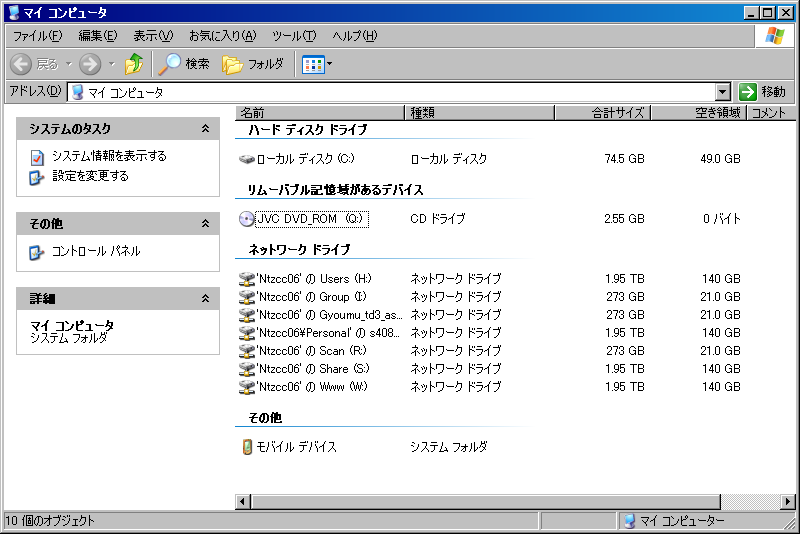 マイ コンピュータ
ファイル(F) 編集(E) 表示(V) お気に入り(A) ツール(T) ヘルプ(H)
戻る 検索 フォルダ
アドレス(D) マイ コンピュータ 移動
システムのタスク
システム情報を表示する
設定を変更する
その他
コントロール パネル
詳細
マイ コンピュータ
システム フォルダ
名前 種類 合計サイズ 空き領域 コメント
ハード ディスク ドライブ
ローカル ディスク (C:) ローカル ディスク 74.5 GB 49.0 GB
リムーバブル記憶域があるデバイス
JVC DVD_ROM (Q:) CD ドライブ 2.55 GB 0 バイト
ネットワーク ドライブ
'Ntzcc06' の Users (H:) ネットワーク ドライブ 1.95 TB 140 GB
'Ntzcc06' の Group (I:) ネットワーク ドライブ 273 GB 21.0 GB
'Ntzcc06' の Gyoumu_td3_as... ネットワーク ドライブ 273 GB 21.0 GB
'Ntzcc06¥Personal' の s408... ネットワーク ドライブ 1.95 TB 140 GB
'Ntzcc06' の Scan (R:) ネットワーク ドライブ 273 GB 21.0 GB
'Ntzcc06' の Share (S:) ネットワーク ドライブ 1.95 TB 140 GB
'Ntzcc06' の Www (W:) ネットワーク ドライブ 1.95 TB 140 GB
その他
モバイル デバイス システム フォルダ
10 個のオブジェクト マイ コンピューター